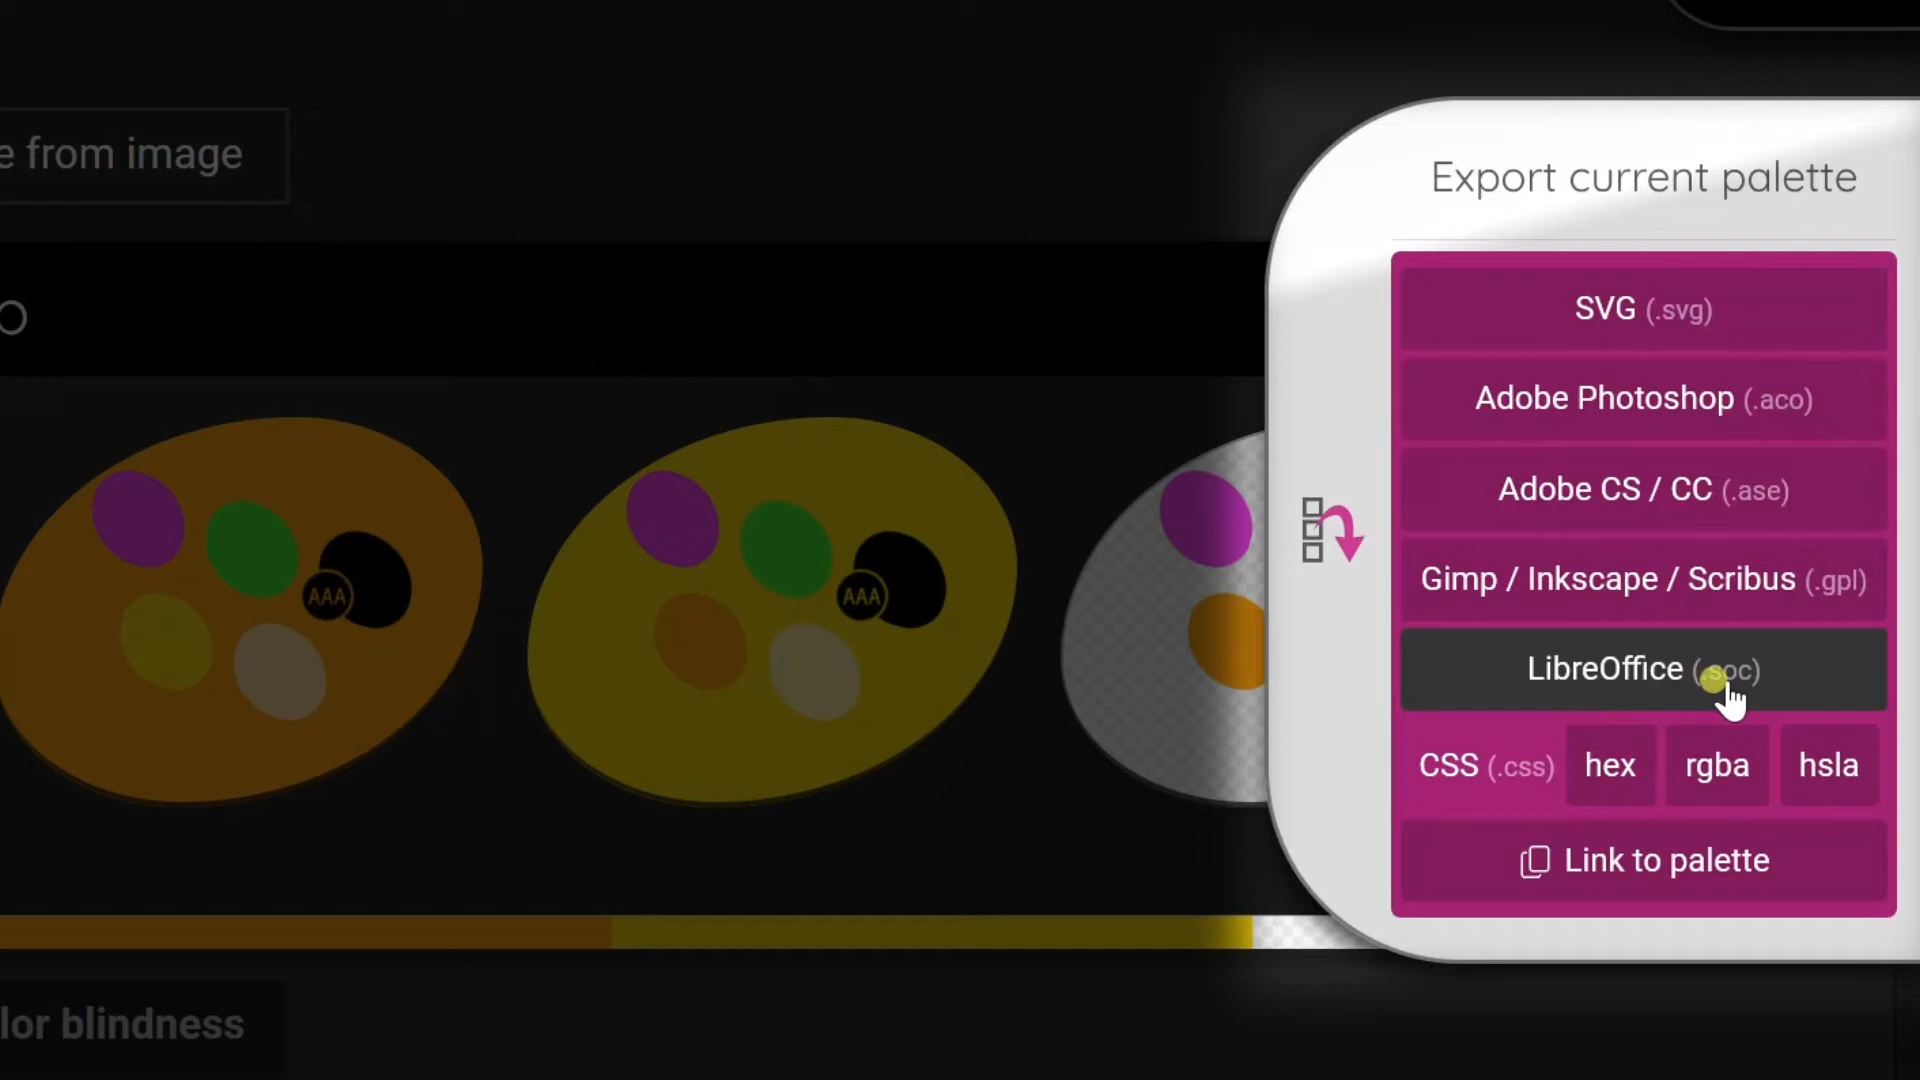 e from image
Export current palette
SVG (.svg)
Adobe Photoshop (.aco)
Adobe CS / CC (.ase)
Gimp / Inkscape / Scribus (.gpl)
LibreOffice (.soc)
CSS (.css) hex rgba hsla
Link to palette
o
AAA
AAA
lor blindness